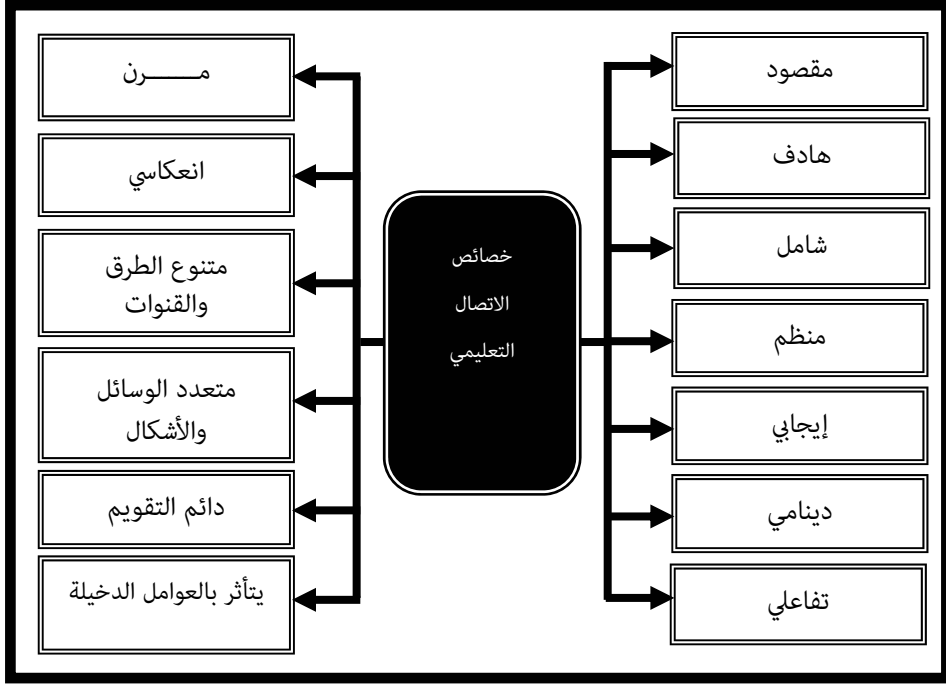 خصائص
الاتصال
التعليمي
مقصود
هادف
شامل
منظم
إيجابي
دينامي
تفاعلي
مـــــرن
انعكاسي
متنوع الطرق
والقنوات
متعدد الوسائل
والأشكال
دائم التقويم
يتأثر بالعوامل الدخيلة